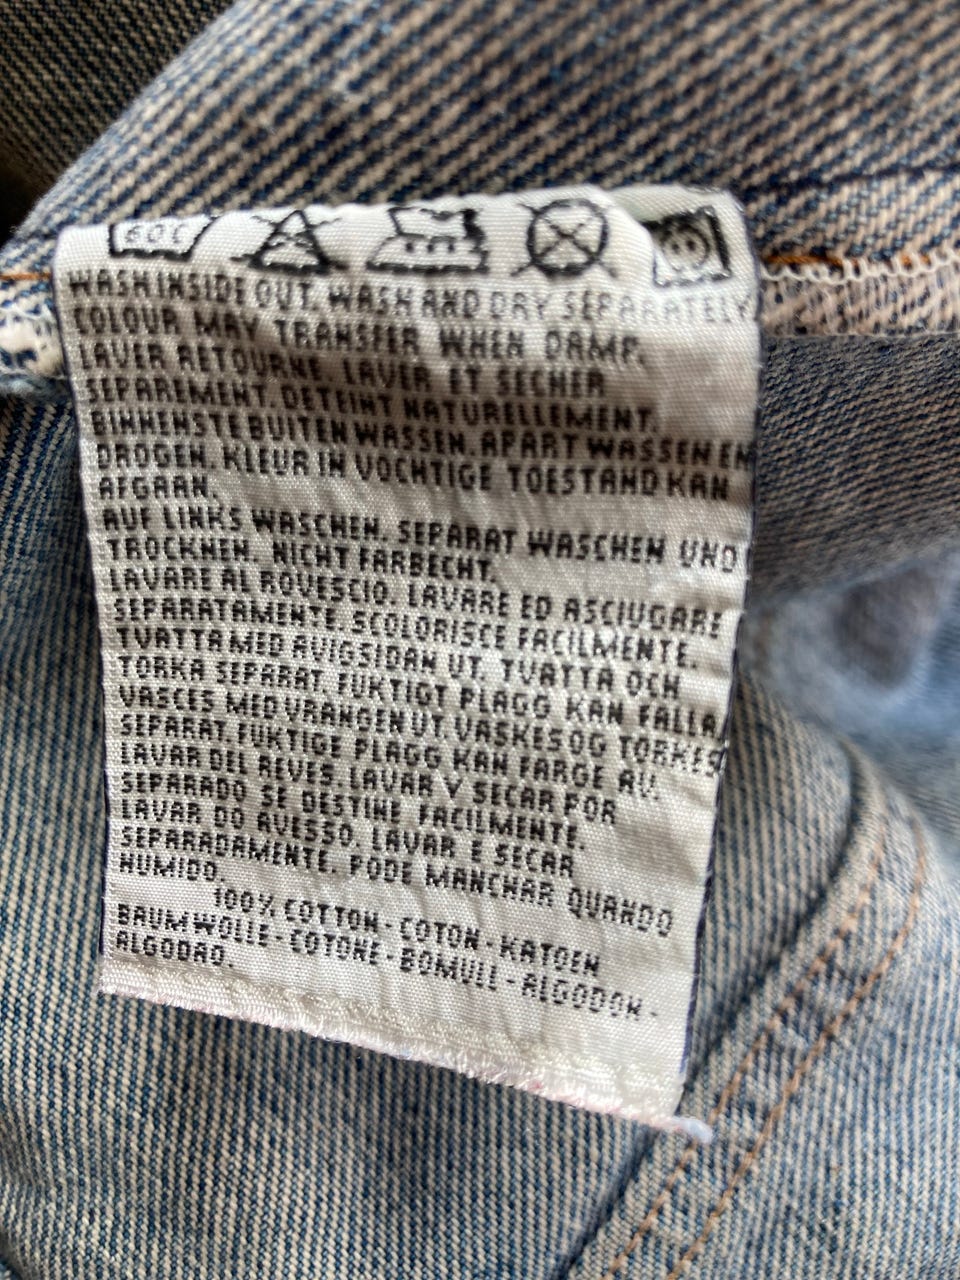 60C
WASH INSIDE OUT. WASH AND DRY SEPARATELY.
COLOUR MAY TRANSFER WHEN DAMP.
LAVER RETOURNE. LAVER ET SECHER
SEPAREMENT. DETEINT NATURELLEMENT.
BINNENSTE BUITEN WASSEN. APART WASSEN EN
DROGEN. KLEUR IN VOCHTIGE TOESTAND KAN
AFGAAN.
AUF LINKS WASCHEN. SEPARAT WASCHEN UND
TROCKNEN. NICHT FARBECHT.
LAVARE AL ROVESCIO. LAVARE ED ASCIUGARE
SEPARATAMENTE. SCOLORISCE FACILMENTE.
TVATTA MED AVIGSIDAN UT. TVATTA OCH
TORKA SEPARAT. FUKTIGT PLAGG KAN FALLA
VASCES MED VRANGEN UT. VASKES OG TORKES
SEPARAT. FUKTIGE PLAGG KAN FARGE AV.
LAVAR DEL REVES. LAVAR Y SECAR POR
SEPARADO SE DESTINE. FACILMENTE.
LAVAR DO AVESSO. LAVAR E SECAR
SEPARADAMENTE. PODE MANCHAR QUANDO
HUMIDO.
100% COTTON - COTON - KATOEN
BAUMWOLLE - COTONE - BOMULL - ALGODON -
ALGODAO.